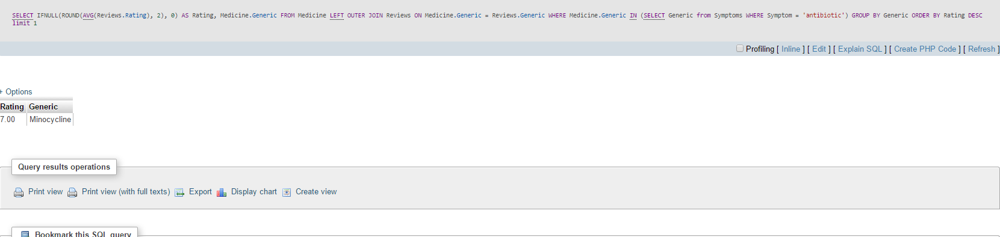 SELECT IFNULL(ROUND(AVG(Reviews.Rating), 2), 0) AS Rating, Medicine.Generic FROM Medicine LEFT OUTER JOIN Reviews ON Medicine.Generic = Reviews.Generic WHERE Medicine.Generic IN (SELECT Generic from Symptoms WHERE Symptom = 'antibiotic') GROUP BY Generic ORDER BY Rating DESC
limit 1
Profiling [ Inline ] [ Edit ] [ Explain SQL ] [ Create PHP Code ] [ Refresh ]
+ Options
Rating Generic
7.00 Minocycline
Query results operations
Print view Print view (with full texts) Export Display chart Create view
Bookmark this SQL query